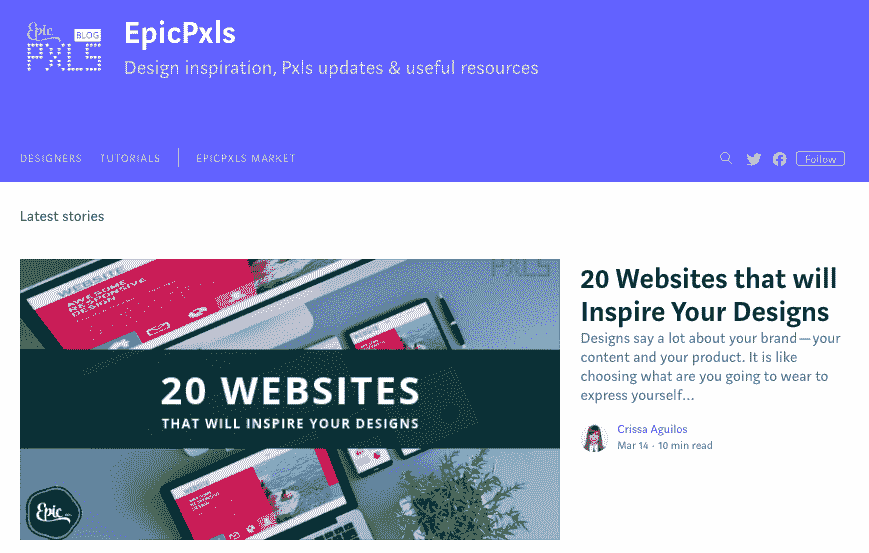 Epic
BLOG
PXLS
EpicPxls
Design inspiration, Pxls updates & useful resources
DESIGNERS
TUTORIALS
EPICPXLS MARKET
Follow
Latest stories
PXLS
WEBSITE
AWESOME
RESPONSIVE
DESIGN
20 WEBSITES
THAT WILL INSPIRE YOUR DESIGNS
Epic
20 Websites that will
Inspire Your Designs
Designs say a lot about your brand — your
content and your product. It is like
choosing what are you going to wear to
express yourself…
Crissa Aguilos
Mar 14 · 10 min read